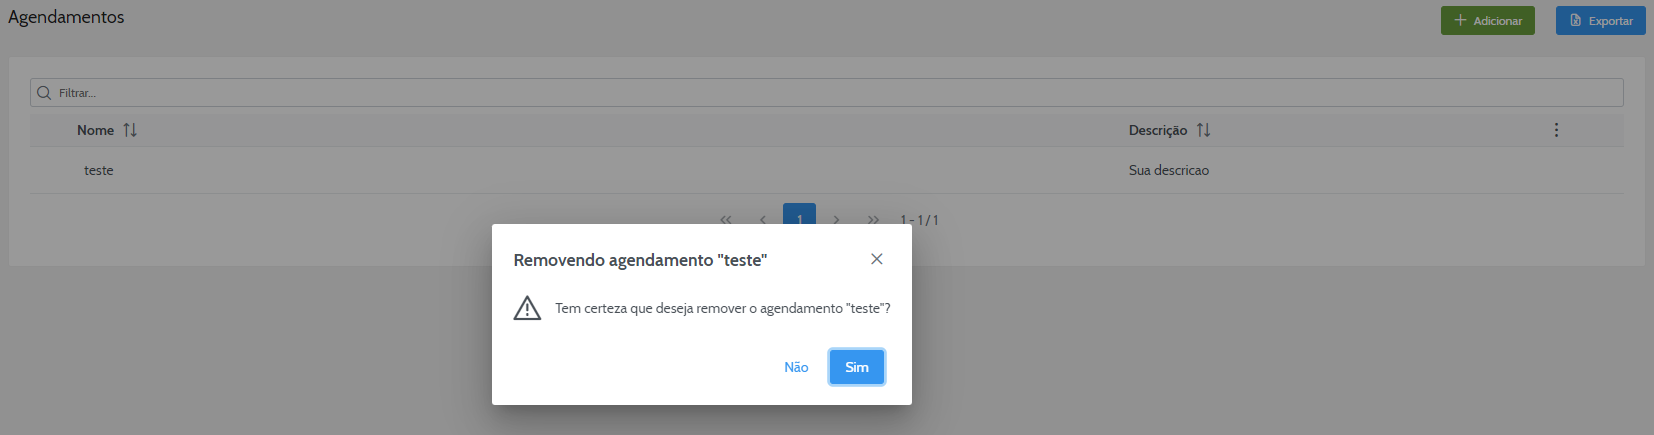 Agendamentos
Adicionar
Exportar
Filtrar...
Nome
Descrição
teste
Sua descricao
1
1 - 1 / 1
Removendo agendamento "teste"
Tem certeza que deseja remover o agendamento "teste"?
Não
Sim